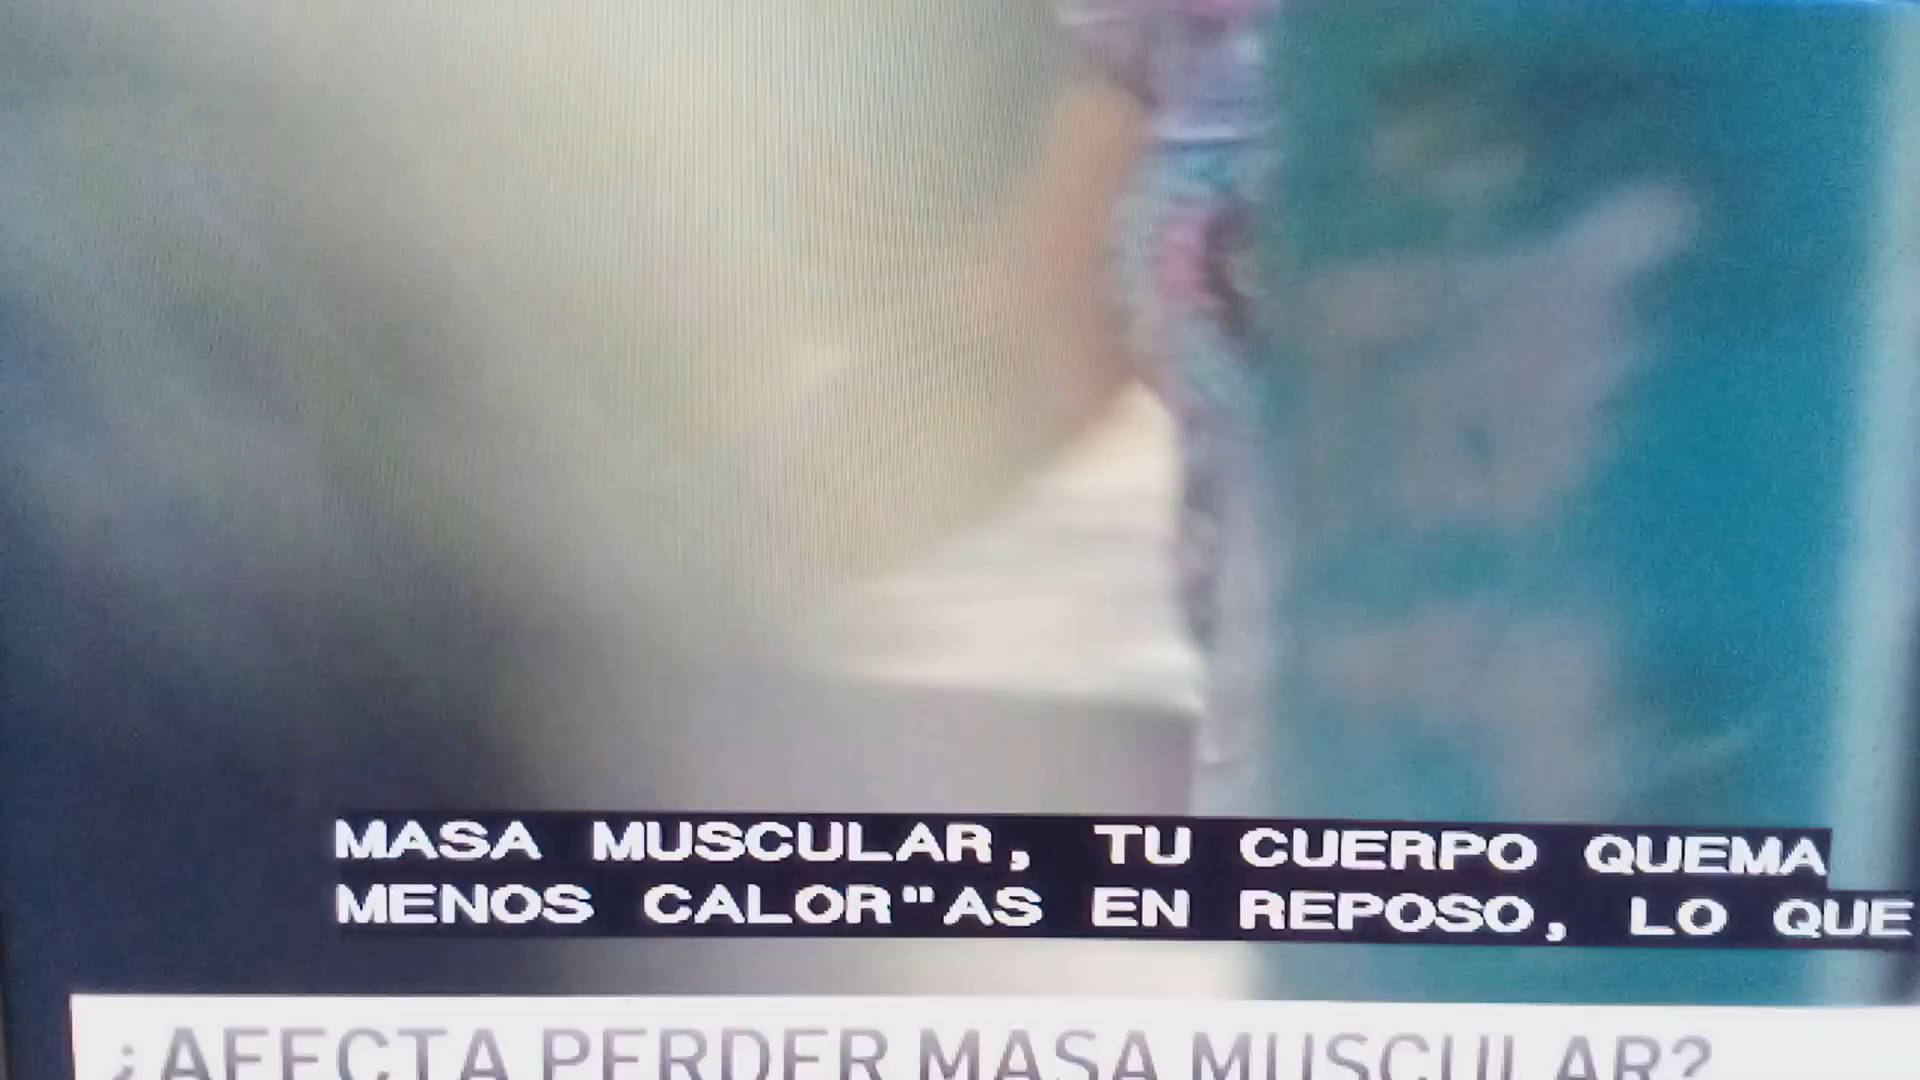 MASA MUSCULAR, TU CUERPO QUEMA
MENOS CALOR"AS EN REPOSO, LO QUE
¿AFECTA PERDER MASA MUSCULAR?